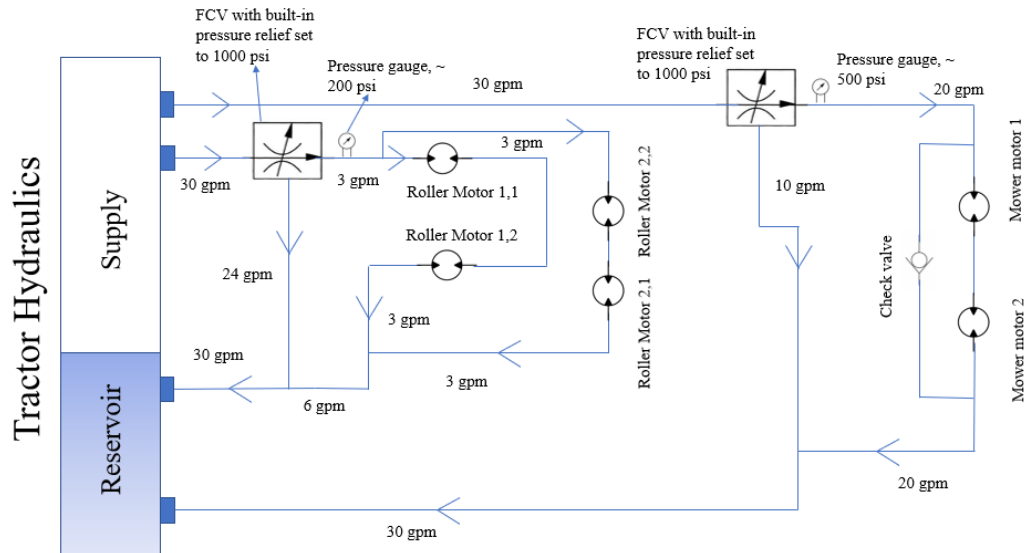 Tractor Hydraulics
Supply
Reservoir
FCV with built-in
pressure relief set
to 1000 psi
Pressure gauge, ~
200 psi
30 gpm
FCV with built-in
pressure relief set
to 1000 psi
Pressure gauge, ~
500 psi
20 gpm
30 gpm
3 gpm
3 gpm
Roller Motor 1,1
Roller Motor 2,2
10 gpm
Mower motor 1
Roller Motor 1,2
24 gpm
Check valve
3 gpm
Roller Motor 2,1
Mower motor 2
30 gpm
6 gpm
3 gpm
20 gpm
30 gpm